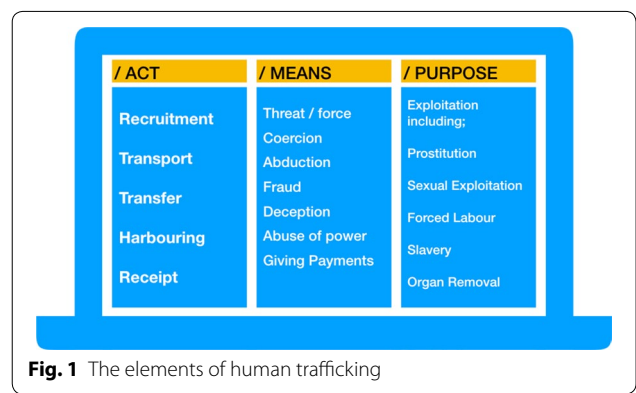 / ACT
Recruitment
Transport
Transfer
Harbouring
Receipt
/ MEANS
Threat / force
Coercion
Abduction
Fraud
Deception
Abuse of power
Giving Payments
/ PURPOSE
Exploitation
including;
Prostitution
Sexual Exploitation
Forced Labour
Slavery
Organ Removal
Fig. 1 The elements of human trafficking